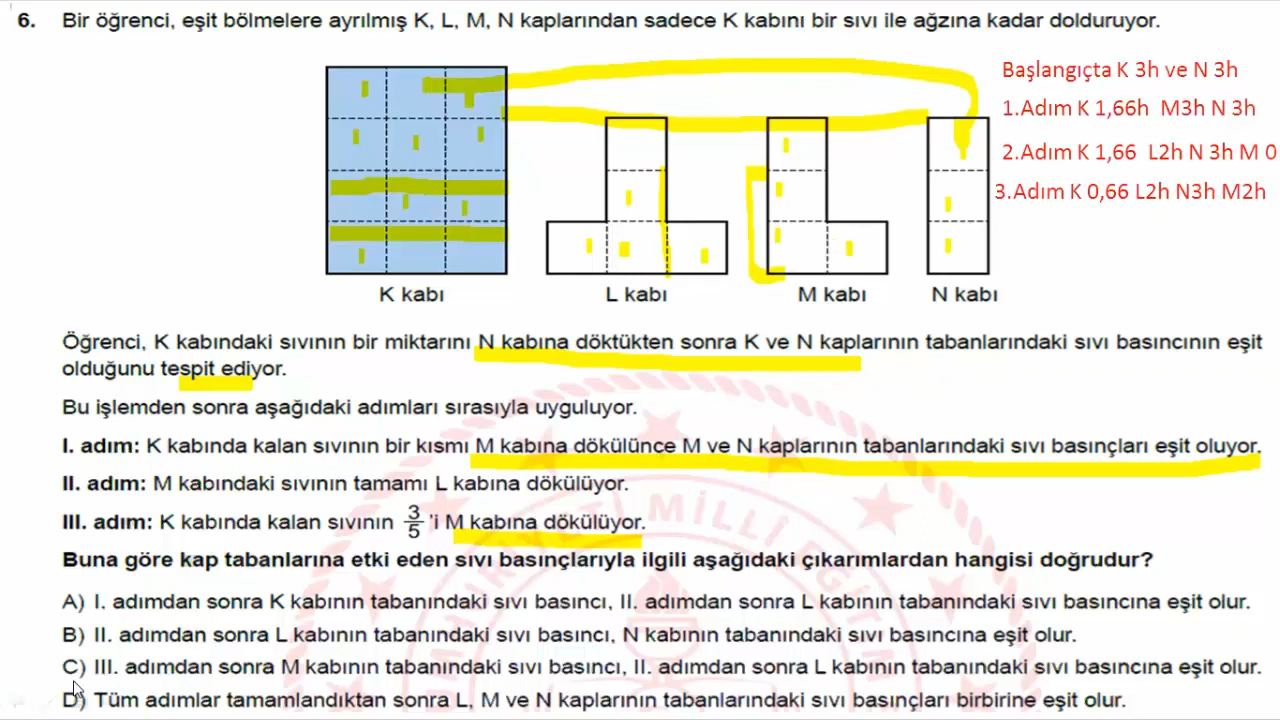 6. Bir öğrenci, eşit bölmelere ayrılmış K, L, M, N kaplarından sadece K kabını bir sıvı ile ağzına kadar dolduruyor.
Başlangıçta K 3h ve N 3h
1.Adım K 1,66h M3h N 3h
2.Adım K 1,66 L2h N 3h M 0
3.Adım K 0,66 L2h N3h M2h
K kabı L kabı M kabı N kabı
Öğrenci, K kabındaki sıvının bir miktarını N kabına döktükten sonra K ve N kaplarının tabanlarındaki sıvı basıncının eşit
olduğunu tespit ediyor.
Bu işlemden sonra aşağıdaki adımları sırasıyla uyguluyor.
I. adım: K kabında kalan sıvının bir kısmı M kabına dökülünce M ve N kaplarının tabanlarındaki sıvı basınçları eşit oluyor.
II. adım: M kabındaki sıvının tamamı L kabına dökülüyor.
III. adım: K kabında kalan sıvının 3/5 'i M kabına dökülüyor.
Buna göre kap tabanlarına etki eden sıvı basınçlarıyla ilgili aşağıdaki çıkarımlardan hangisi doğrudur?
A) I. adımdan sonra K kabının tabanındaki sıvı basıncı, II. adımdan sonra L kabının tabanındaki sıvı basıncına eşit olur.
B) II. adımdan sonra L kabının tabanındaki sıvı basıncı, N kabının tabanındaki sıvı basıncına eşit olur.
C) III. adımdan sonra M kabının tabanındaki sıvı basıncı, II. adımdan sonra L kabının tabanındaki sıvı basıncına eşit olur.
D) Tüm adımlar tamamlandıktan sonra L, M ve N kaplarının tabanlarındaki sıvı basınçları birbirine eşit olur.